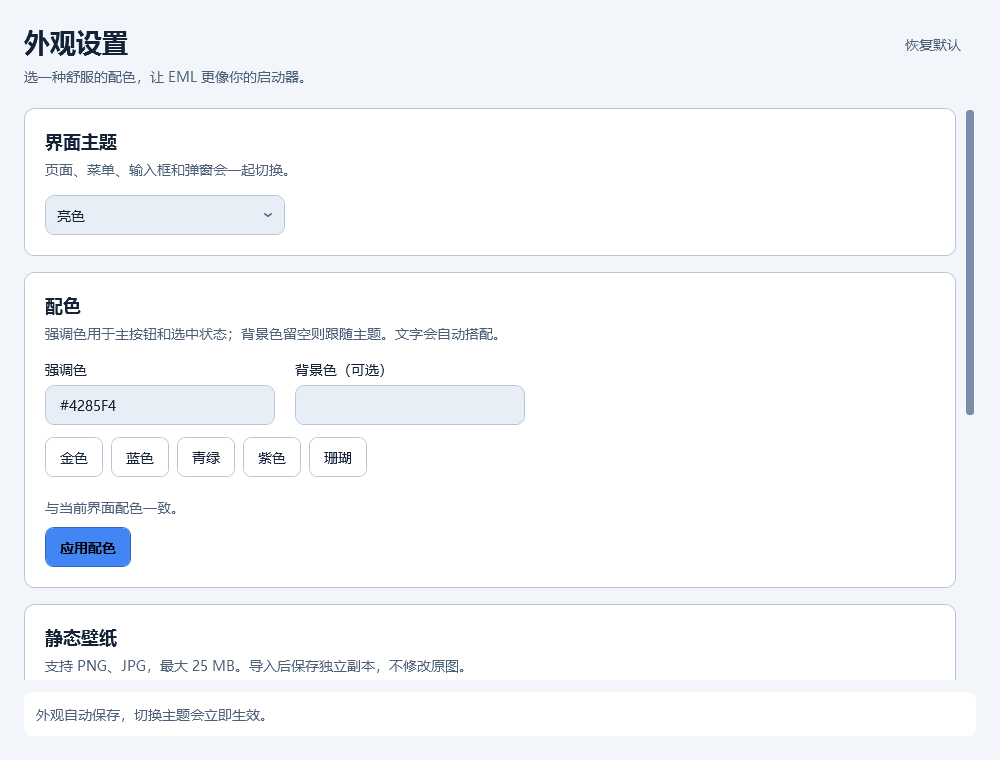 外观设置
恢复默认
选一种舒服的配色，让 EML 更像你的启动器。
界面主题
页面、菜单、输入框和弹窗会一起切换。
亮色
配色
强调色用于主按钮和选中状态；背景色留空则跟随主题。文字会自动搭配。
强调色
背景色（可选）
#4285F4
金色
蓝色
青绿
紫色
珊瑚
与当前界面配色一致。
应用配色
静态壁纸
支持 PNG、JPG，最大 25 MB。导入后保存独立副本，不修改原图。
外观自动保存，切换主题会立即生效。